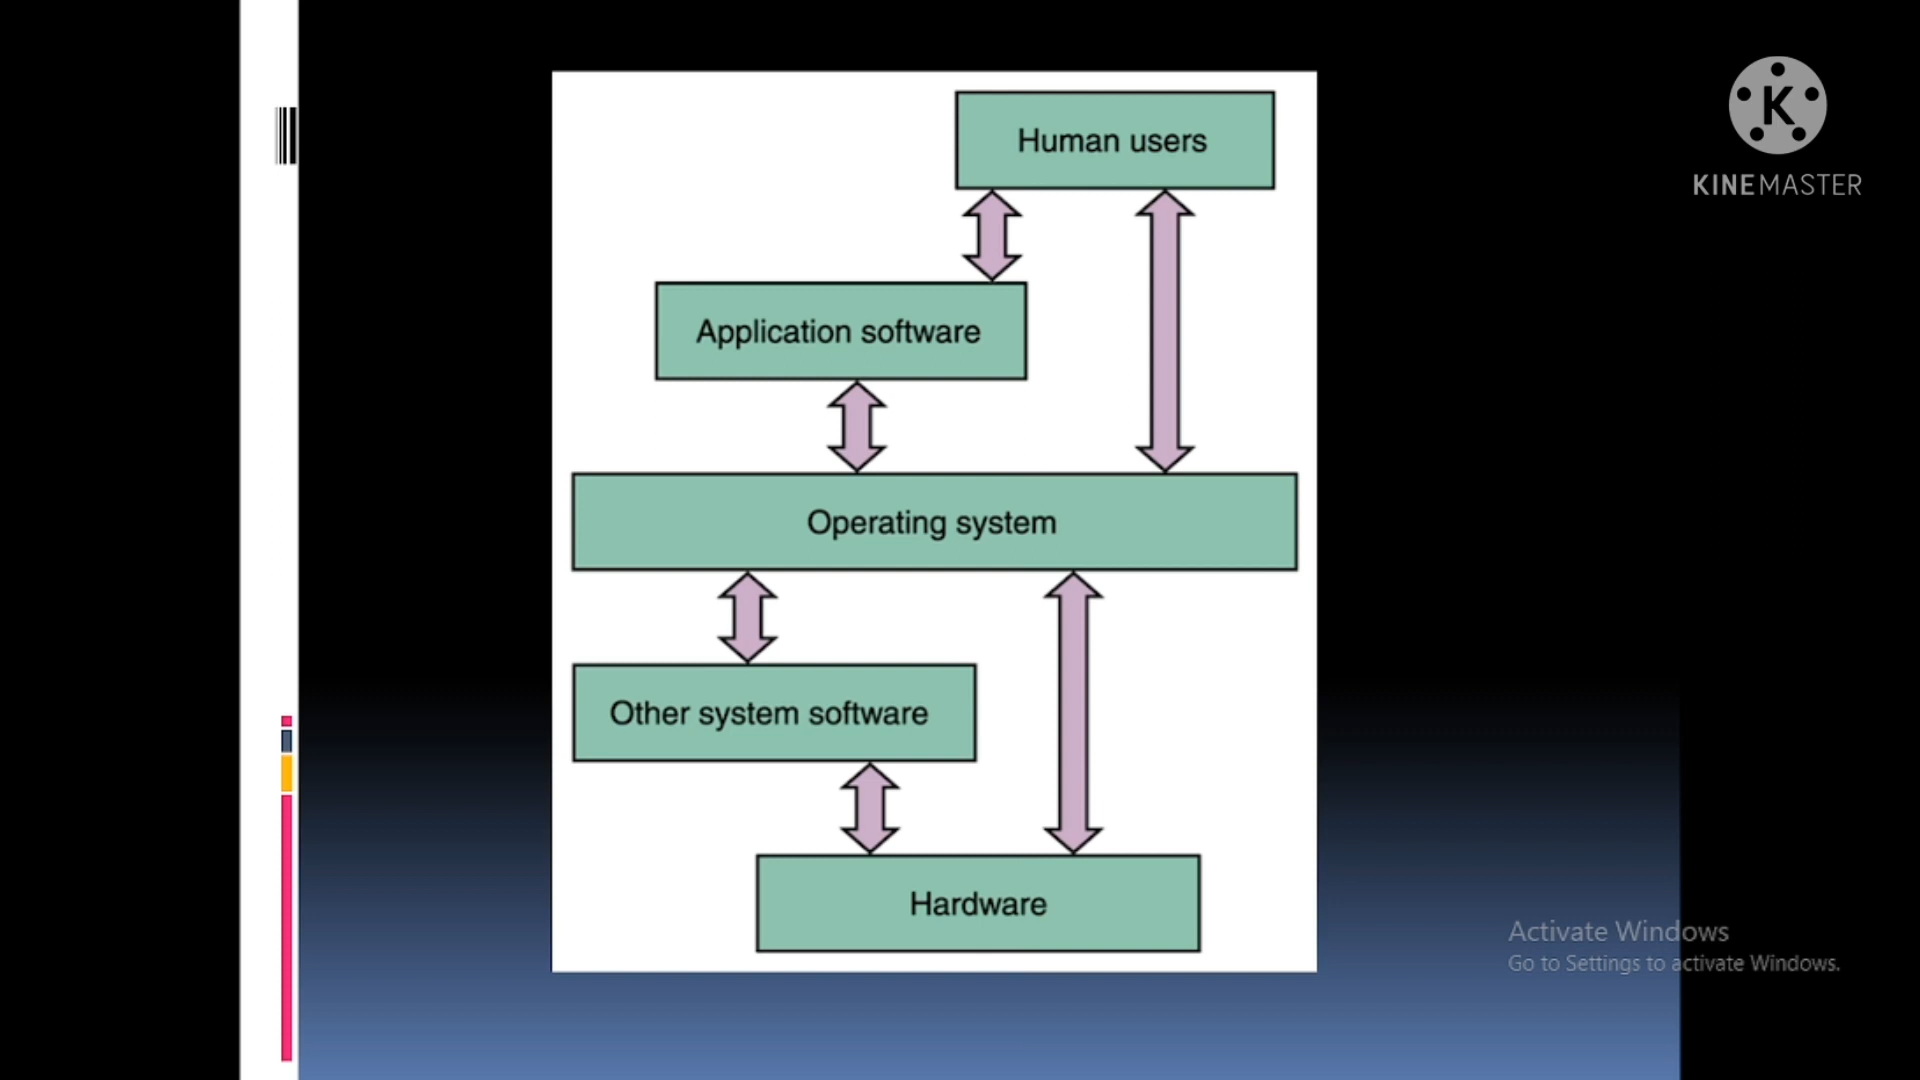 K
KINEMASTER
Human users
Application software
Operating system
Other system software
Hardware
Activate Windows
Go to Settings to activate Windows.